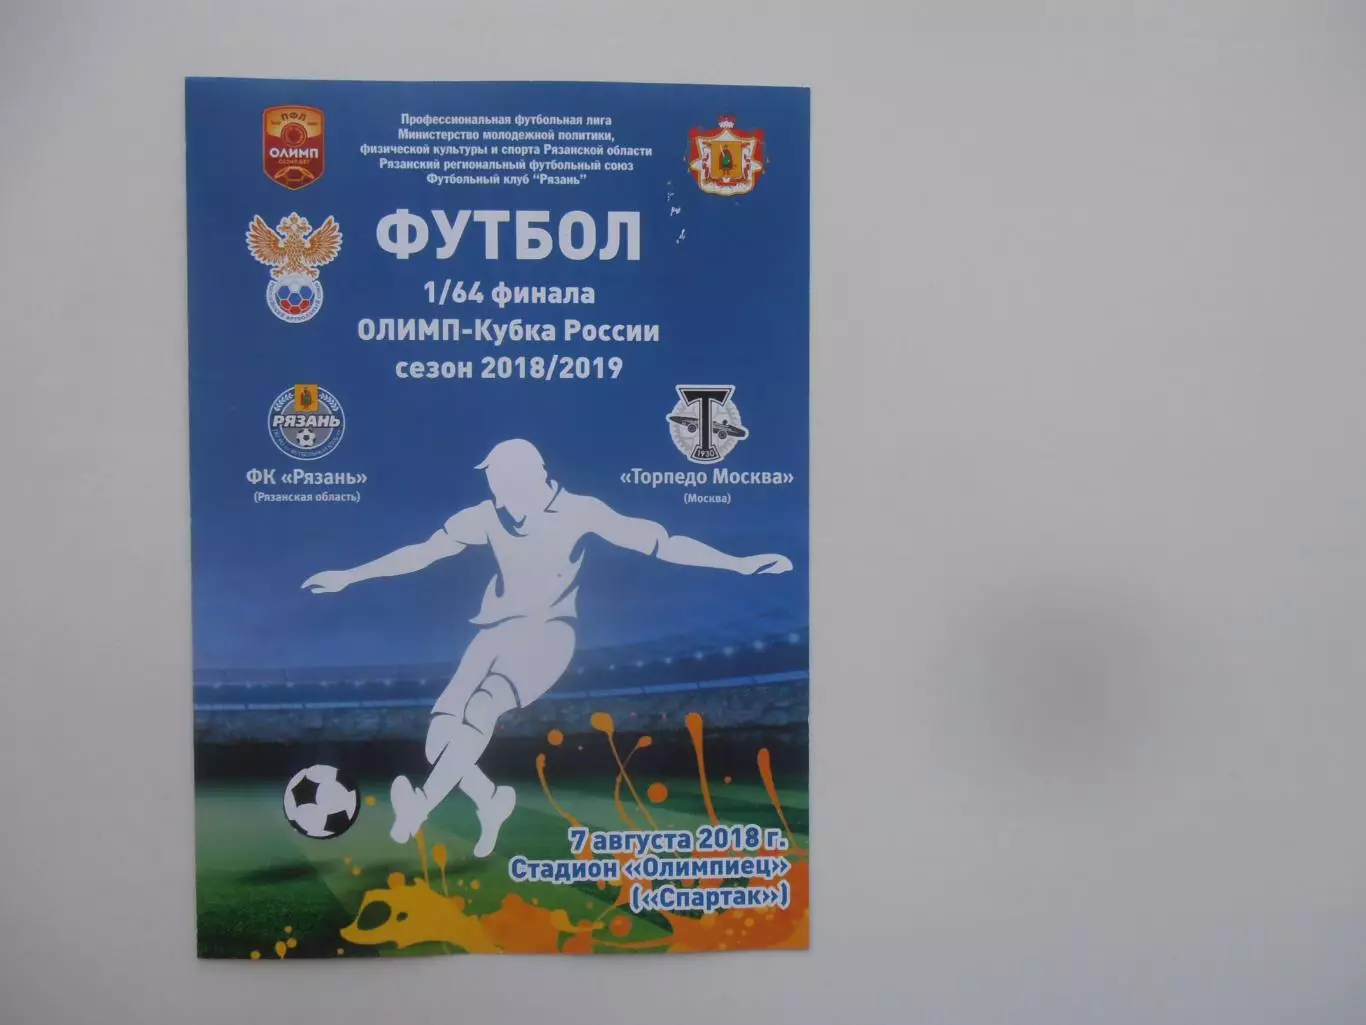 ПФЛ
ОЛИМП
Профессиональная футбольная лига
Министерство молодежной политики,
физической культуры и спорта Рязанской области
Рязанский региональный футбольный союз
Футбольный клуб "Рязань"
ФУТБОЛ
1/64 финала
ОЛИМП-Кубка России
сезон 2018/2019
РЯЗАНЬ
ФК «Рязань»
(Рязанская область)
Т
1930
«Торпедо Москва»
(Москва)
7 августа 2018 г.
Стадион «Олимпиец»
(«Спартак»)